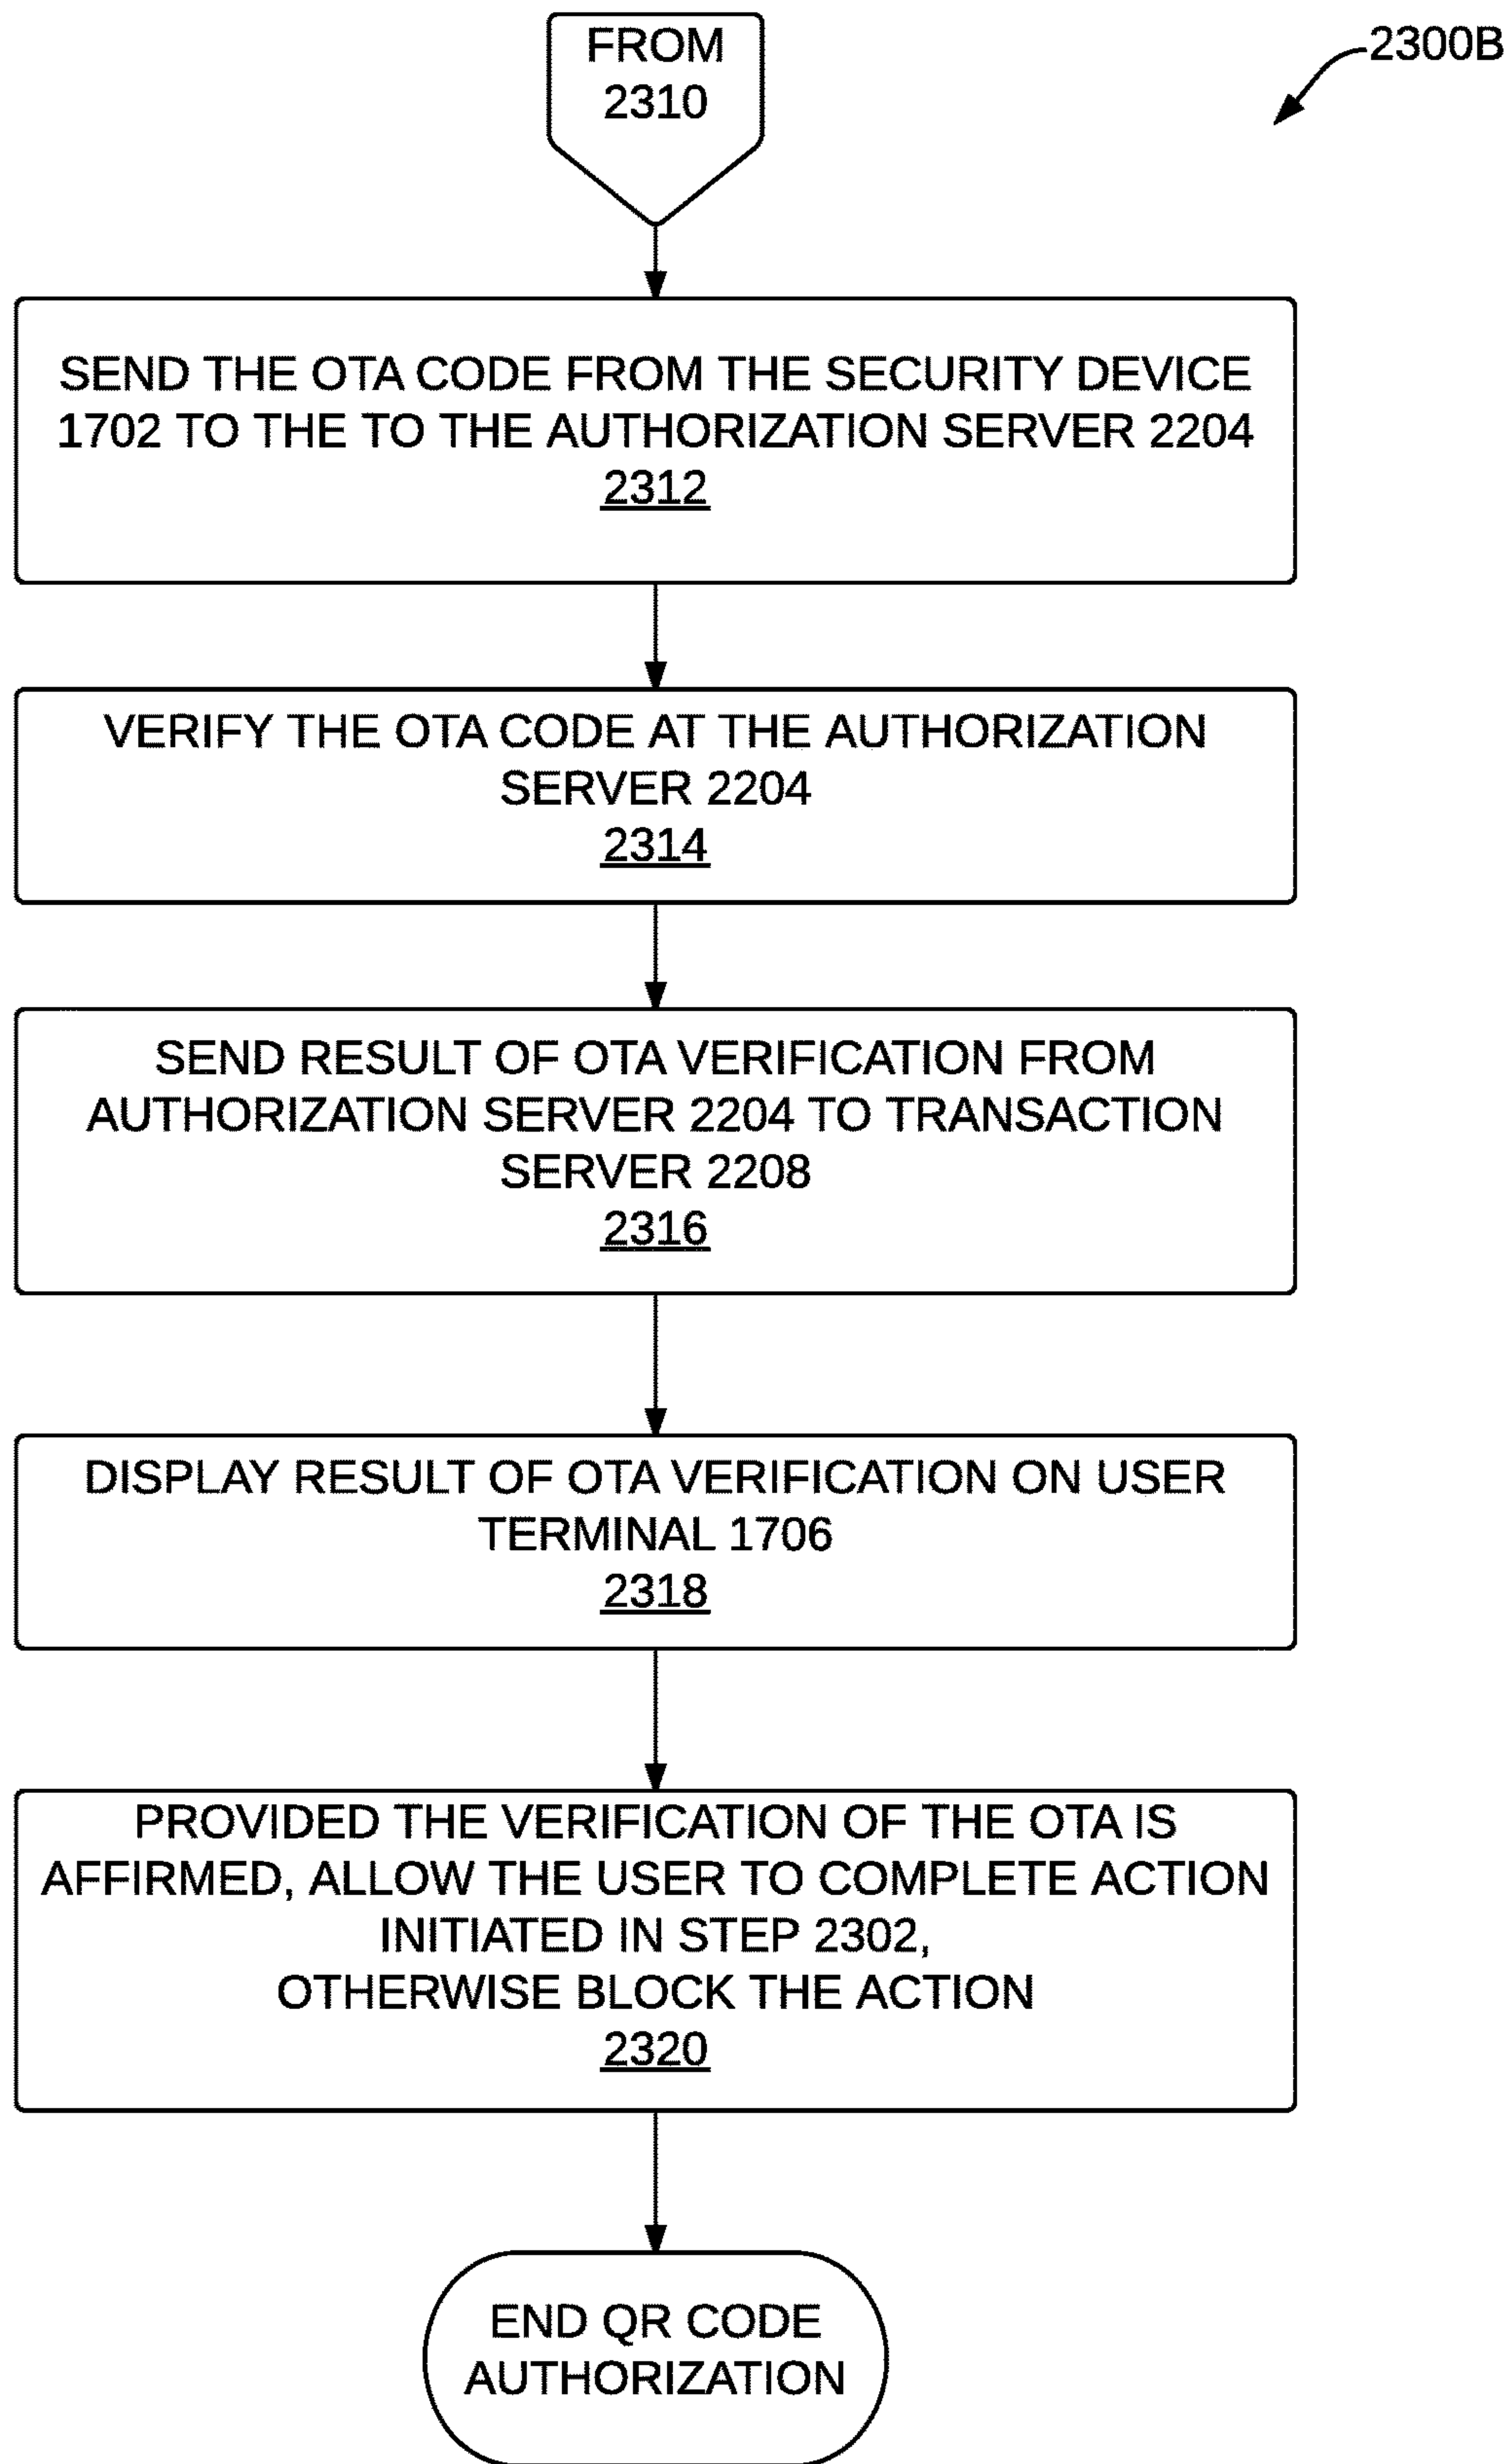 FROM
2310
2300B
SEND THE OTA CODE FROM THE SECURITY DEVICE
1702 TO THE TO THE AUTHORIZATION SERVER 2204
2312
VERIFY THE OTA CODE AT THE AUTHORIZATION
SERVER 2204
2314
SEND RESULT OF OTA VERIFICATION FROM
AUTHORIZATION SERVER 2204 TO TRANSACTION
SERVER 2208
2316
DISPLAY RESULT OF OTA VERIFICATION ON USER
TERMINAL 1706
2318
PROVIDED THE VERIFICATION OF THE OTA IS
AFFIRMED, ALLOW THE USER TO COMPLETE ACTION
INITIATED IN STEP 2302,
OTHERWISE BLOCK THE ACTION
2320
END QR CODE
AUTHORIZATION